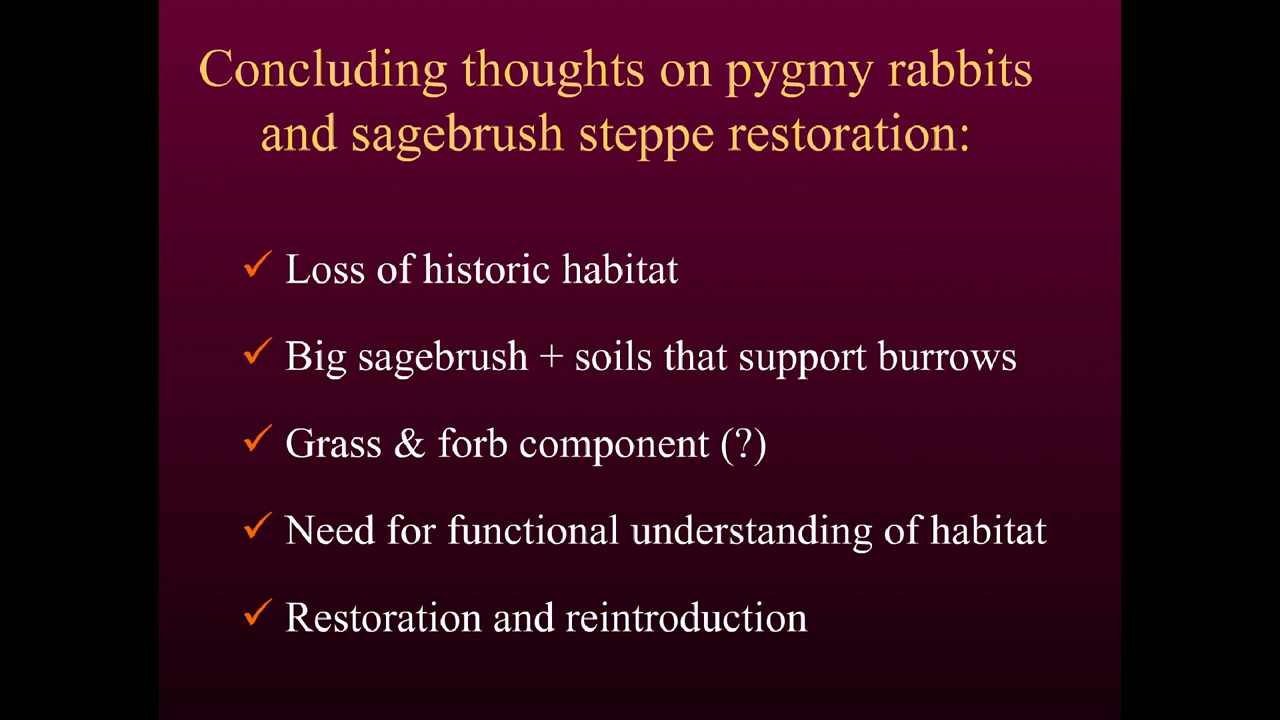 Concluding thoughts on pygmy rabbits
and sagebrush steppe restoration:
✓ Loss of historic habitat
✓ Big sagebrush + soils that support burrows
✓ Grass & forb component (?)
✓ Need for functional understanding of habitat
✓ Restoration and reintroduction